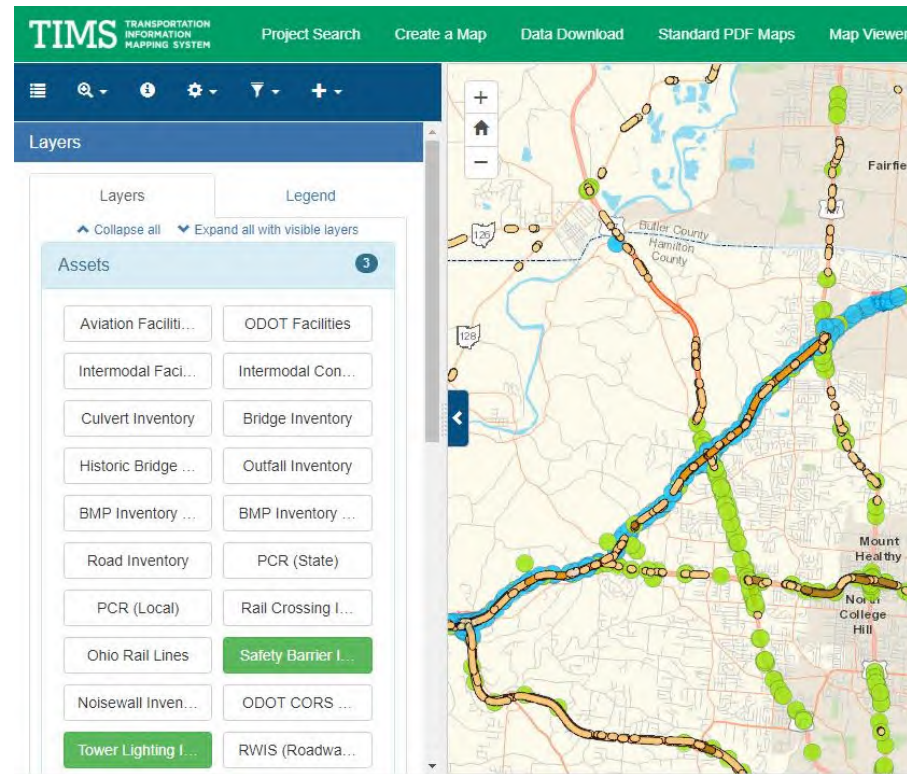 TIMS
TRANSPORTATION
INFORMATION
MAPPING SYSTEM
Project Search Create a Map Data Download Standard PDF Maps Map Viewer
Layers
Layers Legend
Collapse all Expand all with visible layers
Assets 3
Aviation Faciliti... ODOT Facilities
Intermodal Faci... Intermodal Con...
Culvert Inventory Bridge Inventory
Historic Bridge ... Outfall Inventory
BMP Inventory ... BMP Inventory ...
Road Inventory PCR (State)
PCR (Local) Rail Crossing I...
Ohio Rail Lines Safety Barrier I...
Noisewall Inven... ODOT CORS ...
Tower Lighting I... RWIS (Roadwa...
+
−
Fairfie
126
Butler County
Hamilton
County
128
Mount
Healthy
North
College
Hill